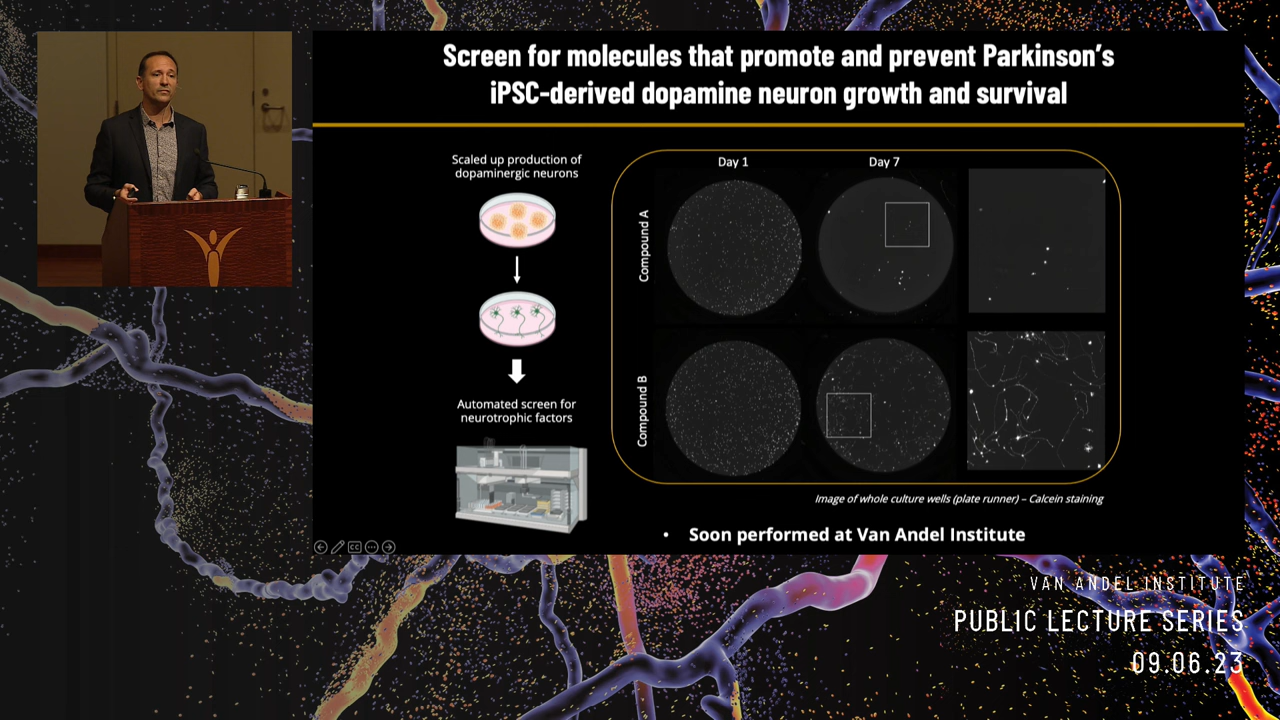 Screen for molecules that promote and prevent Parkinson’s
iPSC-derived dopamine neuron growth and survival
Scaled up production of
dopaminergic neurons
Automated screen for
neurotrophic factors
Day 1
Day 7
Compound A
Compound B
Image of whole culture wells (plate runner) – Calcein staining
• Soon performed at Van Andel Institute
CC
VAN ANDEL INSTITUTE
PUBLIC LECTURE SERIES
09.06.23